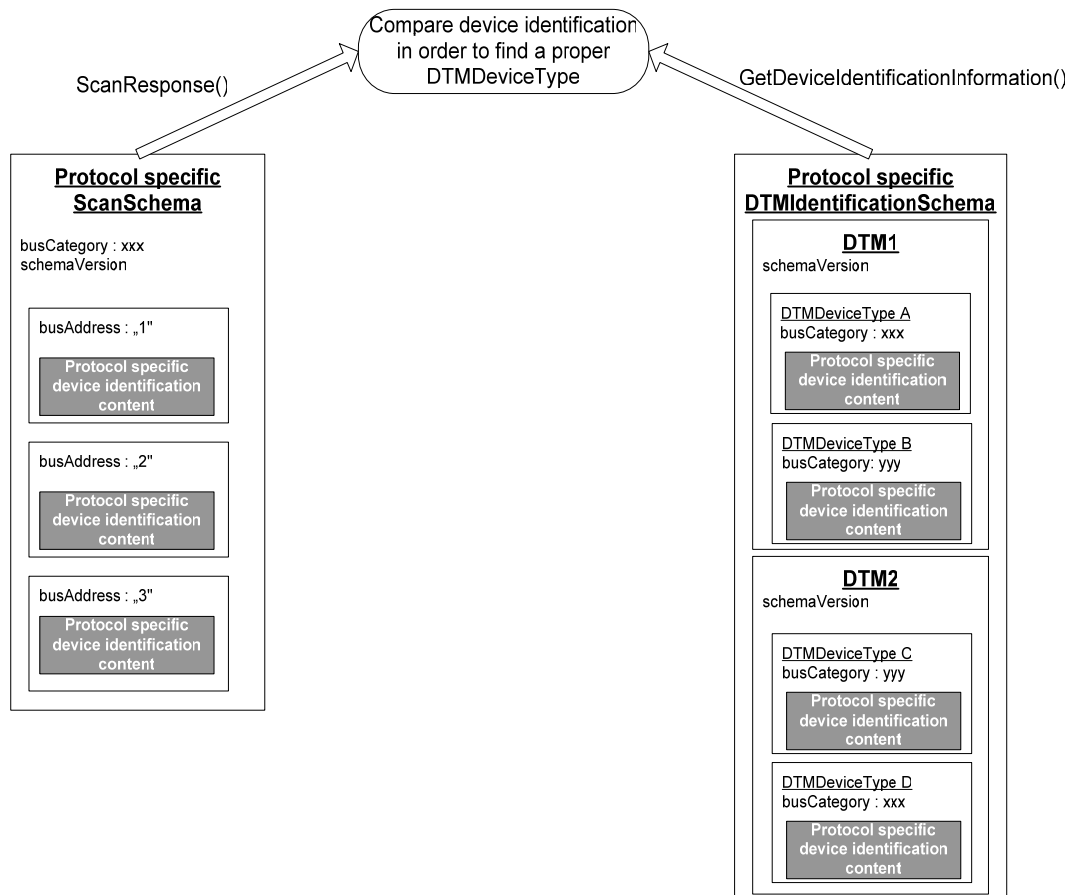 Compare device identification
in order to find a proper
DTMDeviceType
ScanResponse()
GetDeviceIdentificationInformation()
Protocol specific
ScanSchema
busCategory : xxx
schemaVersion
busAddress : „1"
Protocol specific
device identification
content
busAddress : „2"
Protocol specific
device identification
content
busAddress : „3"
Protocol specific
device identification
content
Protocol specific
DTMIdentificationSchema
DTM1
schemaVersion
DTMDeviceType A
busCategory : xxx
Protocol specific
device identification
content
DTMDeviceType B
busCategory: yyy
Protocol specific
device identification
content
DTM2
schemaVersion
DTMDeviceType C
busCategory : yyy
Protocol specific
device identification
content
DTMDeviceType D
busCategory : xxx
Protocol specific
device identification
content